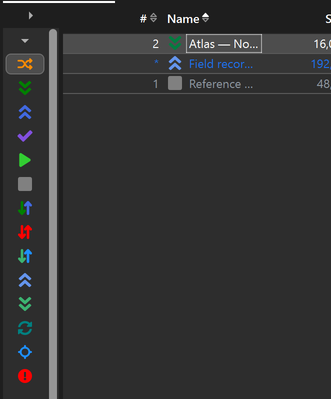 # Name S
2 Atlas — No... 16,0
* Field recor... 192,
1 Reference ... 48,